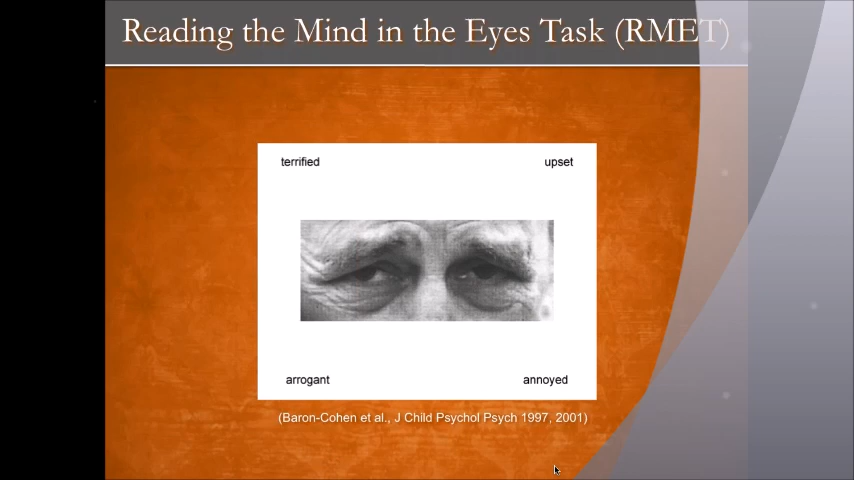 Reading the Mind in the Eyes Task (RMET)
terrified upset
arrogant annoyed
(Baron-Cohen et al., J Child Psychol Psych 1997, 2001)